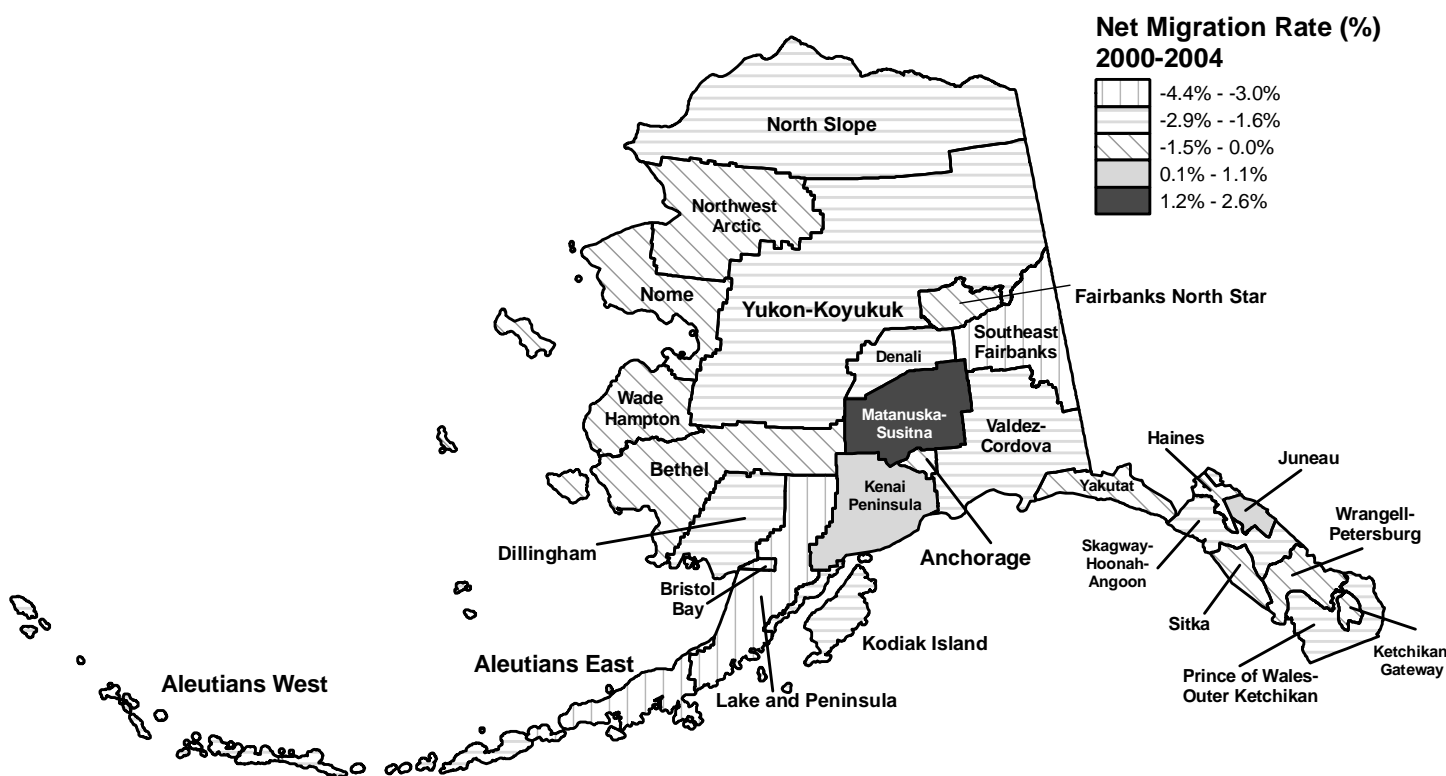 Net Migration Rate (%)
2000-2004
-4.4% - -3.0%
-2.9% - -1.6%
-1.5% - 0.0%
0.1% - 1.1%
1.2% - 2.6%
North Slope
Northwest
Arctic
Nome
Yukon-Koyukuk
Fairbanks North Star
Southeast
Fairbanks
Denali
Wade
Hampton
Matanuska-
Susitna
Valdez-
Cordova
Bethel
Haines
Juneau
Kenai
Peninsula
Yakutat
Wrangell-
Petersburg
Dillingham
Anchorage
Skagway-
Hoonah-
Angoon
Bristol
Bay
Sitka
Kodiak Island
Ketchikan
Gateway
Aleutians East
Aleutians West
Lake and Peninsula
Prince of Wales-
Outer Ketchikan